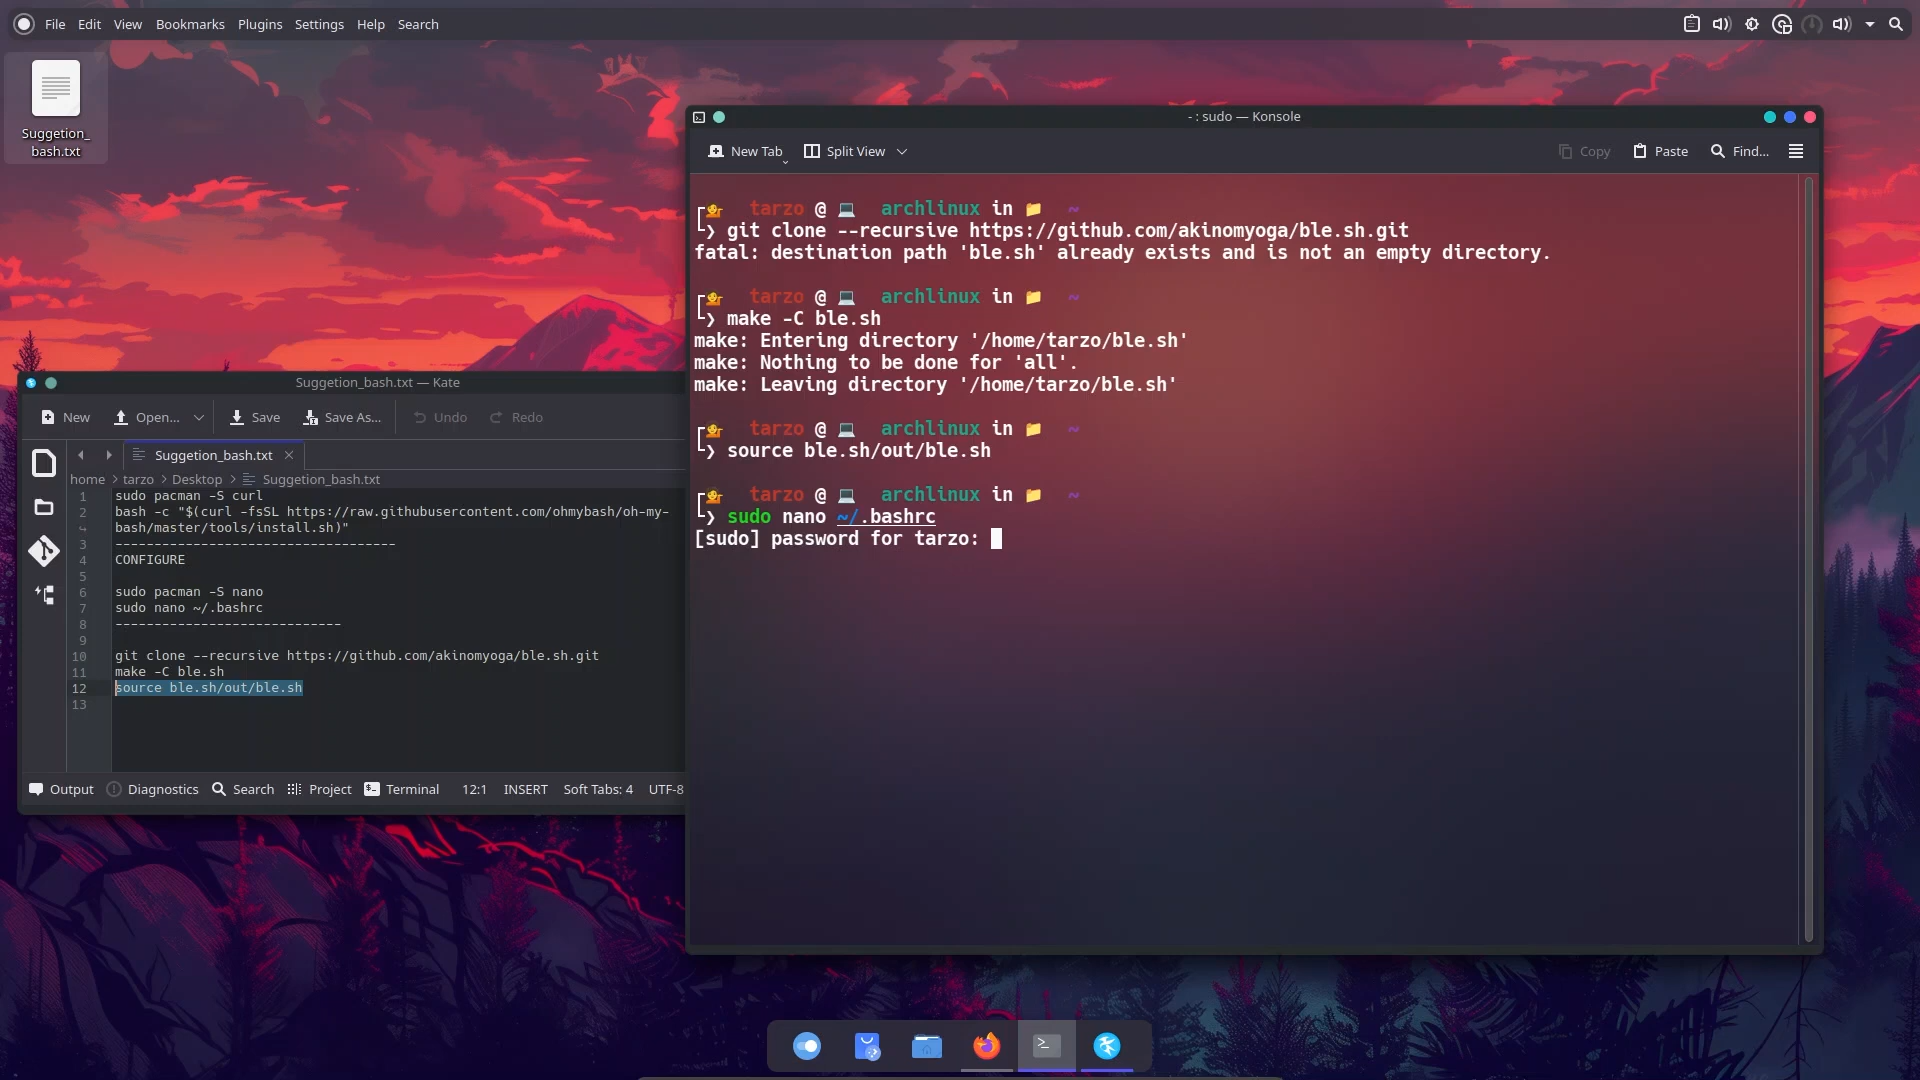 File Edit View Bookmarks Plugins Settings Help Search
Suggetion_
bash.txt
- : sudo — Konsole
New Tab Split View Copy Paste Find...
tarzo @ archlinux in ~
❯ git clone --recursive https://github.com/akinomyoga/ble.sh.git
fatal: destination path 'ble.sh' already exists and is not an empty directory.
tarzo @ archlinux in ~
❯ make -C ble.sh
make: Entering directory '/home/tarzo/ble.sh'
make: Nothing to be done for 'all'.
make: Leaving directory '/home/tarzo/ble.sh'
tarzo @ archlinux in ~
❯ source ble.sh/out/ble.sh
tarzo @ archlinux in ~
❯ sudo nano ~/.bashrc
[sudo] password for tarzo:
Suggetion_bash.txt — Kate
New Open... Save Save As... Undo Redo
Suggetion_bash.txt
home > tarzo > Desktop > Suggetion_bash.txt
1 sudo pacman -S curl
2 bash -c "$(curl -fsSL https://raw.githubusercontent.com/ohmybash/oh-my-
bash/master/tools/install.sh)"
3 ------------------------------------
4 CONFIGURE
5
6 sudo pacman -S nano
7 sudo nano ~/.bashrc
8 -----------------------------
9
10 git clone --recursive https://github.com/akinomyoga/ble.sh.git
11 make -C ble.sh
12 source ble.sh/out/ble.sh
13
Output Diagnostics Search Project Terminal 12:1 INSERT Soft Tabs: 4 UTF-8